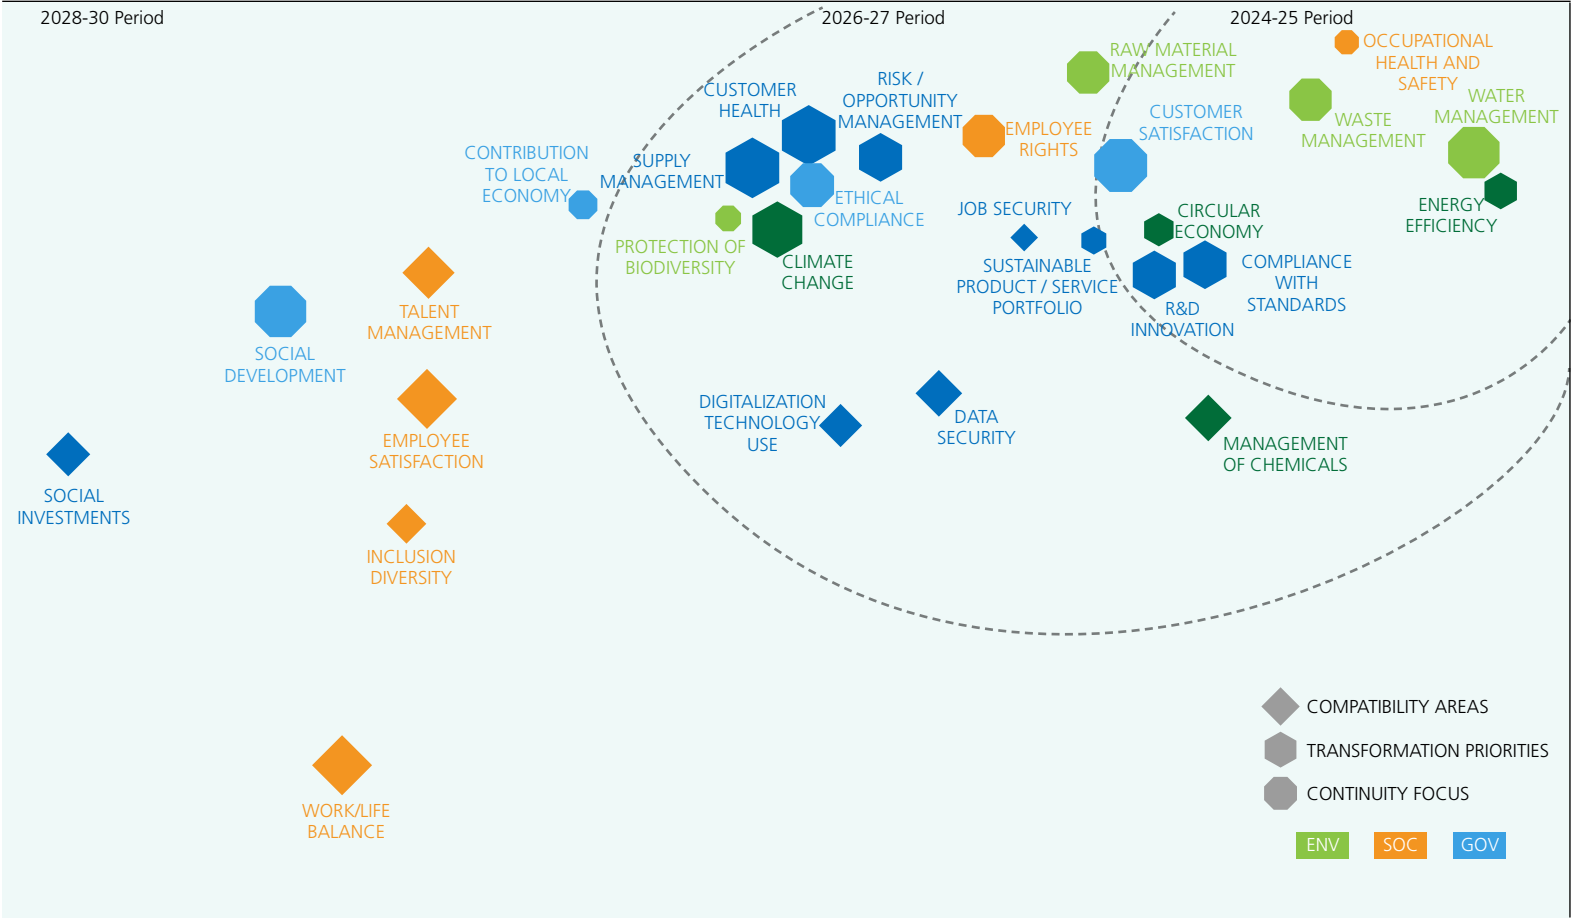 2028-30 Period
2026-27 Period
2024-25 Period
RAW MATERIAL
MANAGEMENT
OCCUPATIONAL
HEALTH AND
SAFETY
CUSTOMER
HEALTH
RISK /
OPPORTUNITY
MANAGEMENT
WATER
MANAGEMENT
WASTE
MANAGEMENT
CUSTOMER
SATISFACTION
EMPLOYEE
RIGHTS
CONTRIBUTION
TO LOCAL
ECONOMY
SUPPLY
MANAGEMENT
ETHICAL
COMPLIANCE
JOB SECURITY
CIRCULAR
ECONOMY
ENERGY
EFFICIENCY
PROTECTION OF
BIODIVERSITY
CLIMATE
CHANGE
SUSTAINABLE
PRODUCT / SERVICE
PORTFOLIO
COMPLIANCE
WITH
STANDARDS
R&D
INNOVATION
TALENT
MANAGEMENT
SOCIAL
DEVELOPMENT
DIGITALIZATION
TECHNOLOGY
USE
DATA
SECURITY
MANAGEMENT
OF CHEMICALS
EMPLOYEE
SATISFACTION
SOCIAL
INVESTMENTS
INCLUSION
DIVERSITY
WORK/LIFE
BALANCE
COMPATIBILITY AREAS
TRANSFORMATION PRIORITIES
CONTINUITY FOCUS
ENV
SOC
GOV